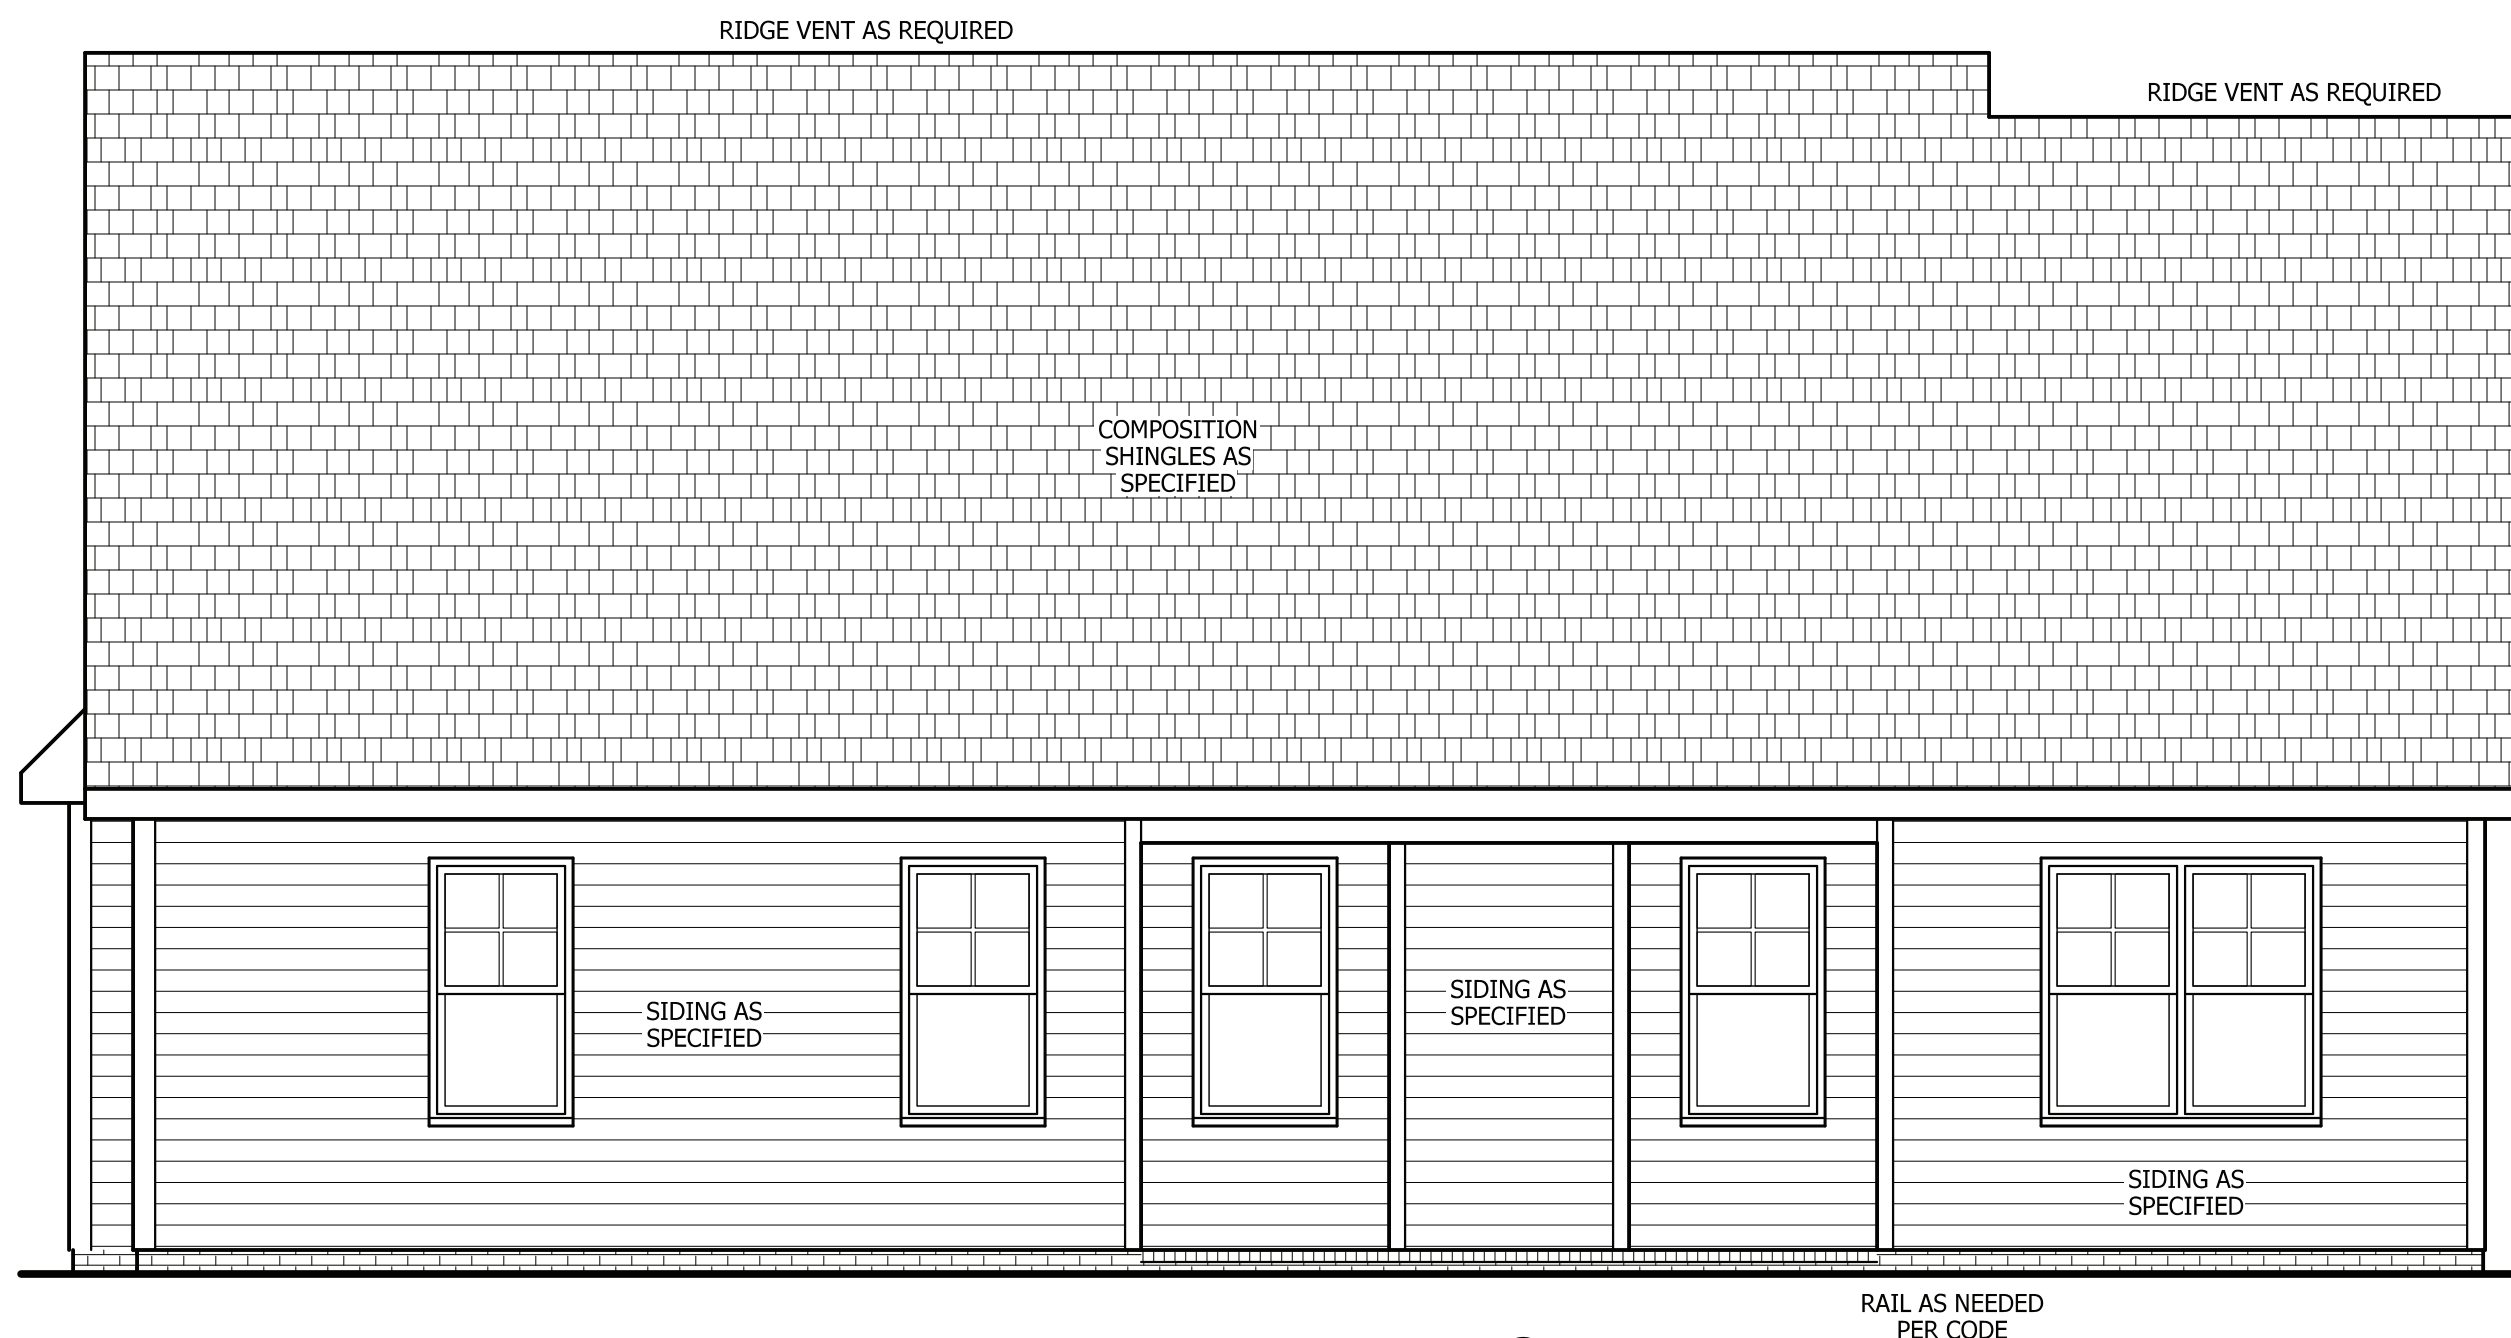 RIDGE VENT AS REQUIRED
RIDGE VENT AS REQUIRED
COMPOSITION
SHINGLES AS
SPECIFIED
SIDING AS
SPECIFIED
SIDING AS
SPECIFIED
SIDING AS
SPECIFIED
RAIL AS NEEDED
PER CODE